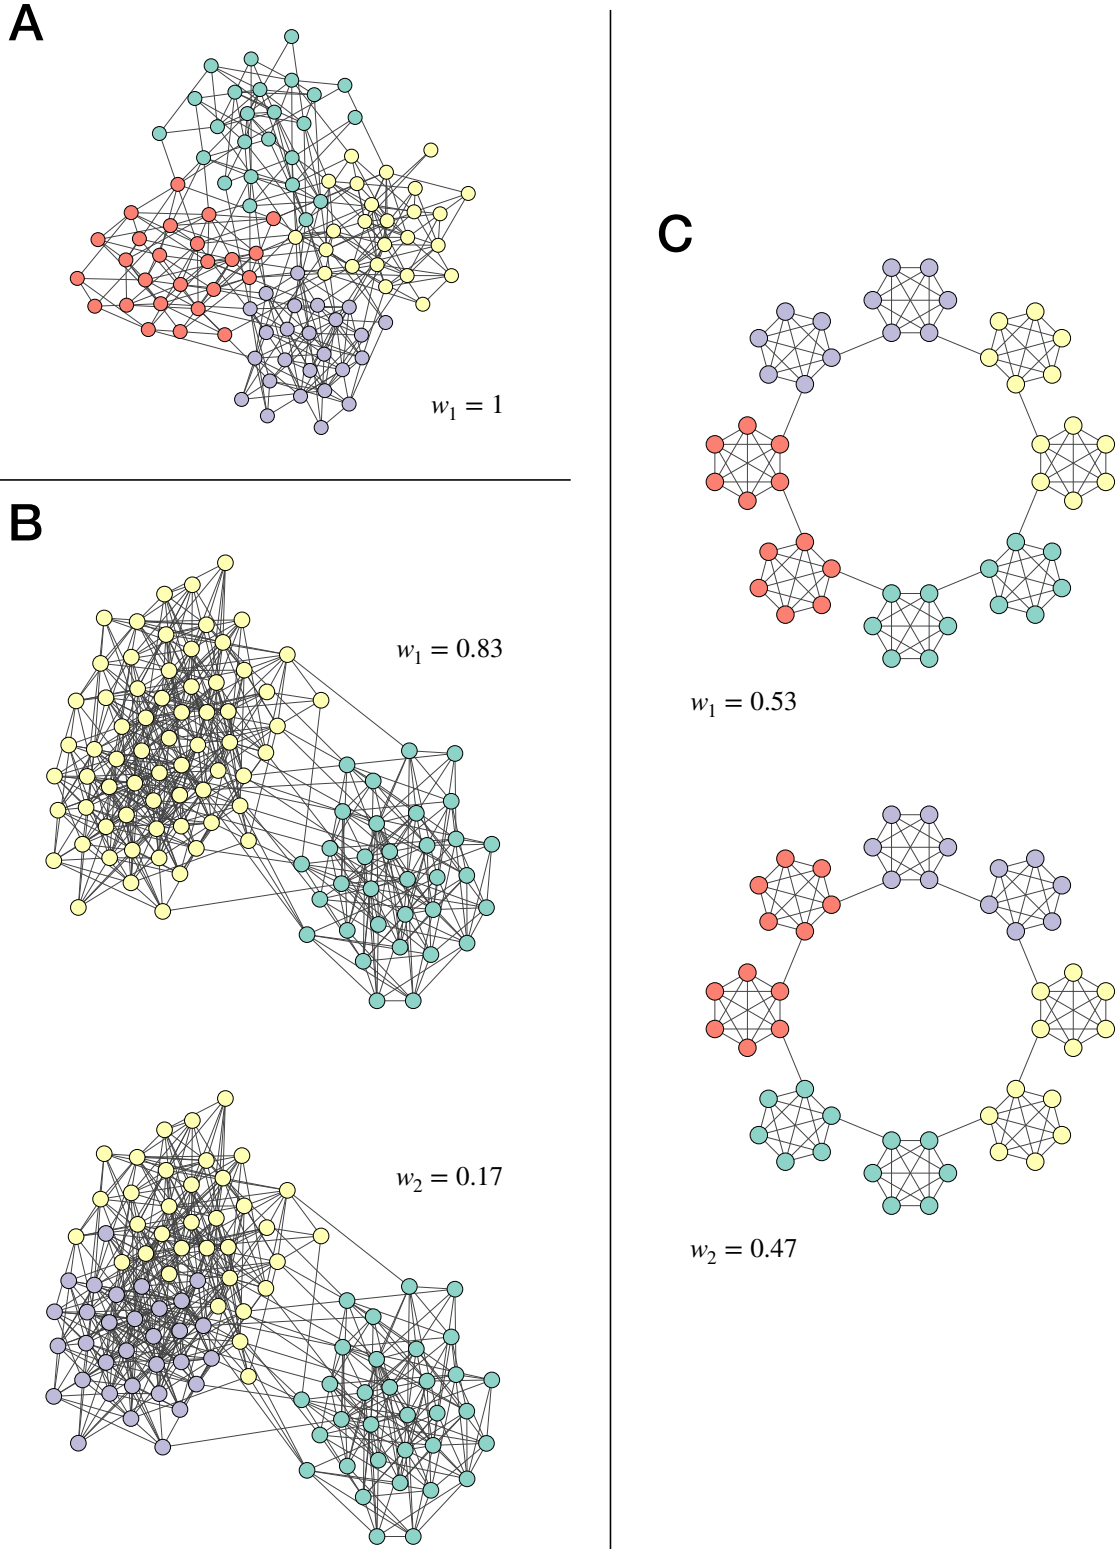 A
w₁ = 1
B
w₁ = 0.83
w₂ = 0.17
C
w₁ = 0.53
w₂ = 0.47